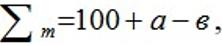 ∑ т=100 + а − в ,